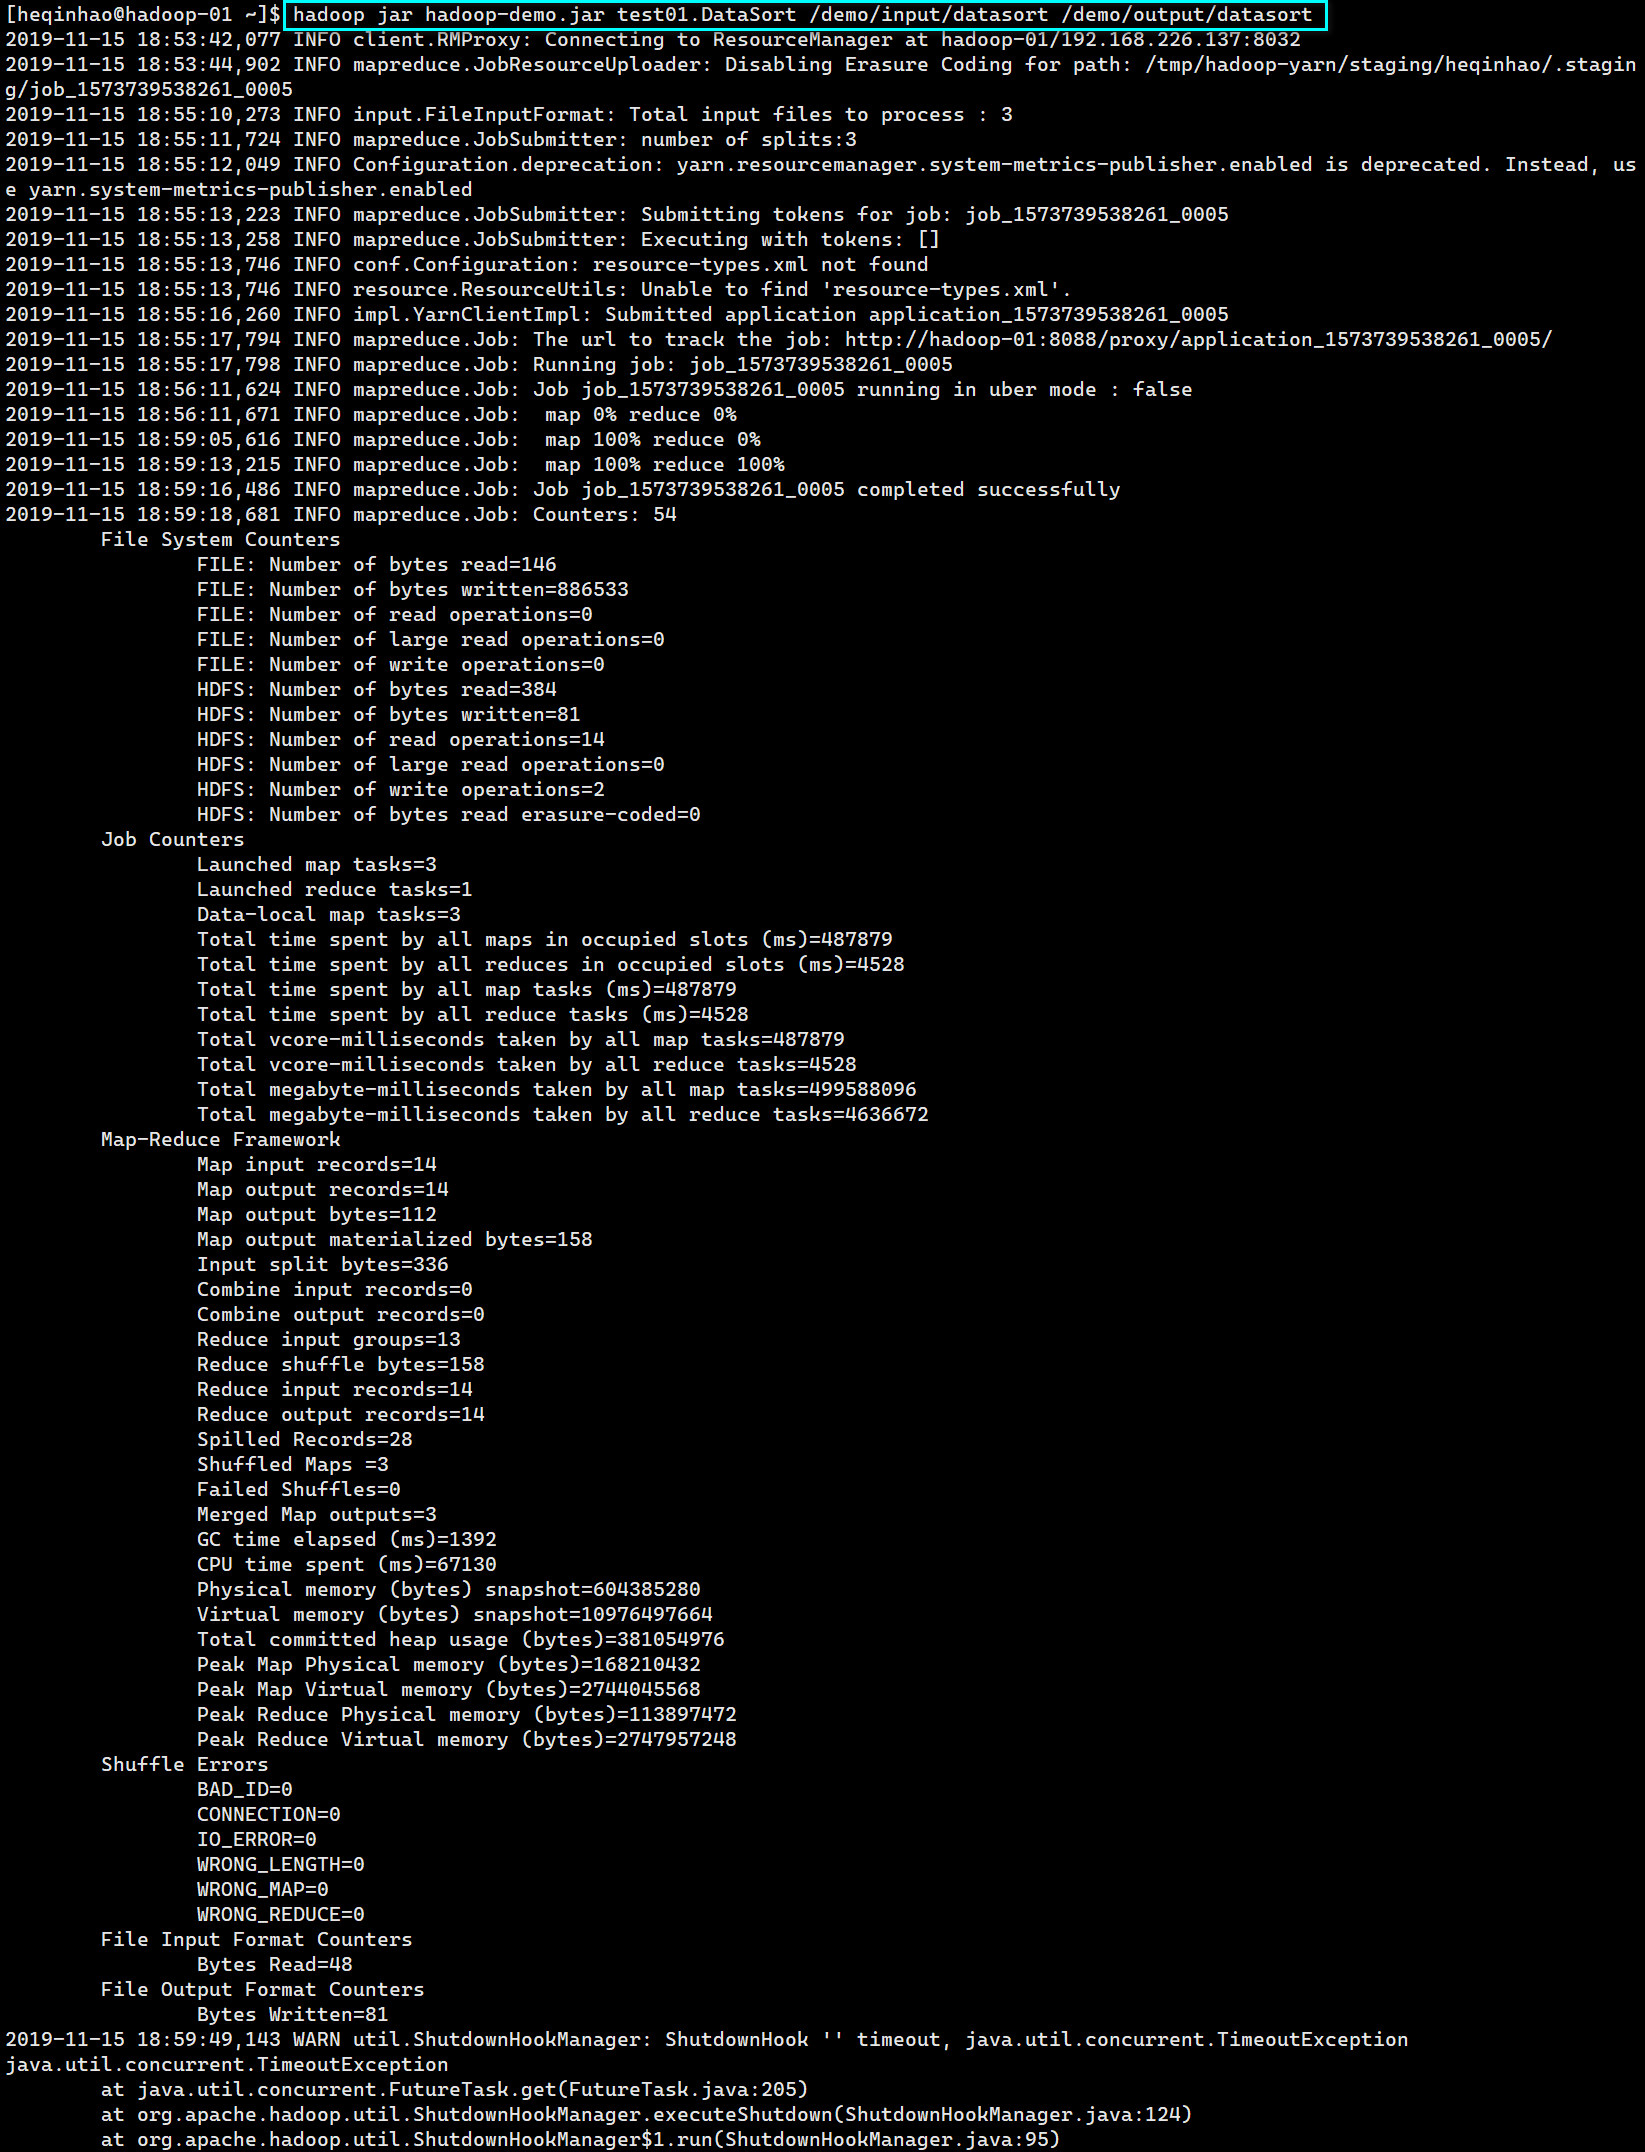 [heqinhao@hadoop-01 ~]$ hadoop jar hadoop-demo.jar test01.DataSort /demo/input/datasort /demo/output/datasort
2019-11-15 18:53:42,077 INFO client.RMProxy: Connecting to ResourceManager at hadoop-01/192.168.226.137:8032
2019-11-15 18:53:44,902 INFO mapreduce.JobResourceUploader: Disabling Erasure Coding for path: /tmp/hadoop-yarn/staging/heqinhao/.stagin
g/job_1573739538261_0005
2019-11-15 18:55:10,273 INFO input.FileInputFormat: Total input files to process : 3
2019-11-15 18:55:11,724 INFO mapreduce.JobSubmitter: number of splits:3
2019-11-15 18:55:12,049 INFO Configuration.deprecation: yarn.resourcemanager.system-metrics-publisher.enabled is deprecated. Instead, us
e yarn.system-metrics-publisher.enabled
2019-11-15 18:55:13,223 INFO mapreduce.JobSubmitter: Submitting tokens for job: job_1573739538261_0005
2019-11-15 18:55:13,258 INFO mapreduce.JobSubmitter: Executing with tokens: []
2019-11-15 18:55:13,746 INFO conf.Configuration: resource-types.xml not found
2019-11-15 18:55:13,746 INFO resource.ResourceUtils: Unable to find 'resource-types.xml'.
2019-11-15 18:55:16,260 INFO impl.YarnClientImpl: Submitted application application_1573739538261_0005
2019-11-15 18:55:17,794 INFO mapreduce.Job: The url to track the job: http://hadoop-01:8088/proxy/application_1573739538261_0005/
2019-11-15 18:55:17,798 INFO mapreduce.Job: Running job: job_1573739538261_0005
2019-11-15 18:56:11,624 INFO mapreduce.Job: Job job_1573739538261_0005 running in uber mode : false
2019-11-15 18:56:11,671 INFO mapreduce.Job:  map 0% reduce 0%
2019-11-15 18:59:05,616 INFO mapreduce.Job:  map 100% reduce 0%
2019-11-15 18:59:13,215 INFO mapreduce.Job:  map 100% reduce 100%
2019-11-15 18:59:16,486 INFO mapreduce.Job: Job job_1573739538261_0005 completed successfully
2019-11-15 18:59:18,681 INFO mapreduce.Job: Counters: 54
File System Counters
FILE: Number of bytes read=146
FILE: Number of bytes written=886533
FILE: Number of read operations=0
FILE: Number of large read operations=0
FILE: Number of write operations=0
HDFS: Number of bytes read=384
HDFS: Number of bytes written=81
HDFS: Number of read operations=14
HDFS: Number of large read operations=0
HDFS: Number of write operations=2
HDFS: Number of bytes read erasure-coded=0
Job Counters
Launched map tasks=3
Launched reduce tasks=1
Data-local map tasks=3
Total time spent by all maps in occupied slots (ms)=487879
Total time spent by all reduces in occupied slots (ms)=4528
Total time spent by all map tasks (ms)=487879
Total time spent by all reduce tasks (ms)=4528
Total vcore-milliseconds taken by all map tasks=487879
Total vcore-milliseconds taken by all reduce tasks=4528
Total megabyte-milliseconds taken by all map tasks=499588096
Total megabyte-milliseconds taken by all reduce tasks=4636672
Map-Reduce Framework
Map input records=14
Map output records=14
Map output bytes=112
Map output materialized bytes=158
Input split bytes=336
Combine input records=0
Combine output records=0
Reduce input groups=13
Reduce shuffle bytes=158
Reduce input records=14
Reduce output records=14
Spilled Records=28
Shuffled Maps =3
Failed Shuffles=0
Merged Map outputs=3
GC time elapsed (ms)=1392
CPU time spent (ms)=67130
Physical memory (bytes) snapshot=604385280
Virtual memory (bytes) snapshot=10976497664
Total committed heap usage (bytes)=381054976
Peak Map Physical memory (bytes)=168210432
Peak Map Virtual memory (bytes)=2744045568
Peak Reduce Physical memory (bytes)=113897472
Peak Reduce Virtual memory (bytes)=2747957248
Shuffle Errors
BAD_ID=0
CONNECTION=0
IO_ERROR=0
WRONG_LENGTH=0
WRONG_MAP=0
WRONG_REDUCE=0
File Input Format Counters
Bytes Read=48
File Output Format Counters
Bytes Written=81
2019-11-15 18:59:49,143 WARN util.ShutdownHookManager: ShutdownHook '' timeout, java.util.concurrent.TimeoutException
java.util.concurrent.TimeoutException
at java.util.concurrent.FutureTask.get(FutureTask.java:205)
at org.apache.hadoop.util.ShutdownHookManager.executeShutdown(ShutdownHookManager.java:124)
at org.apache.hadoop.util.ShutdownHookManager$1.run(ShutdownHookManager.java:95)